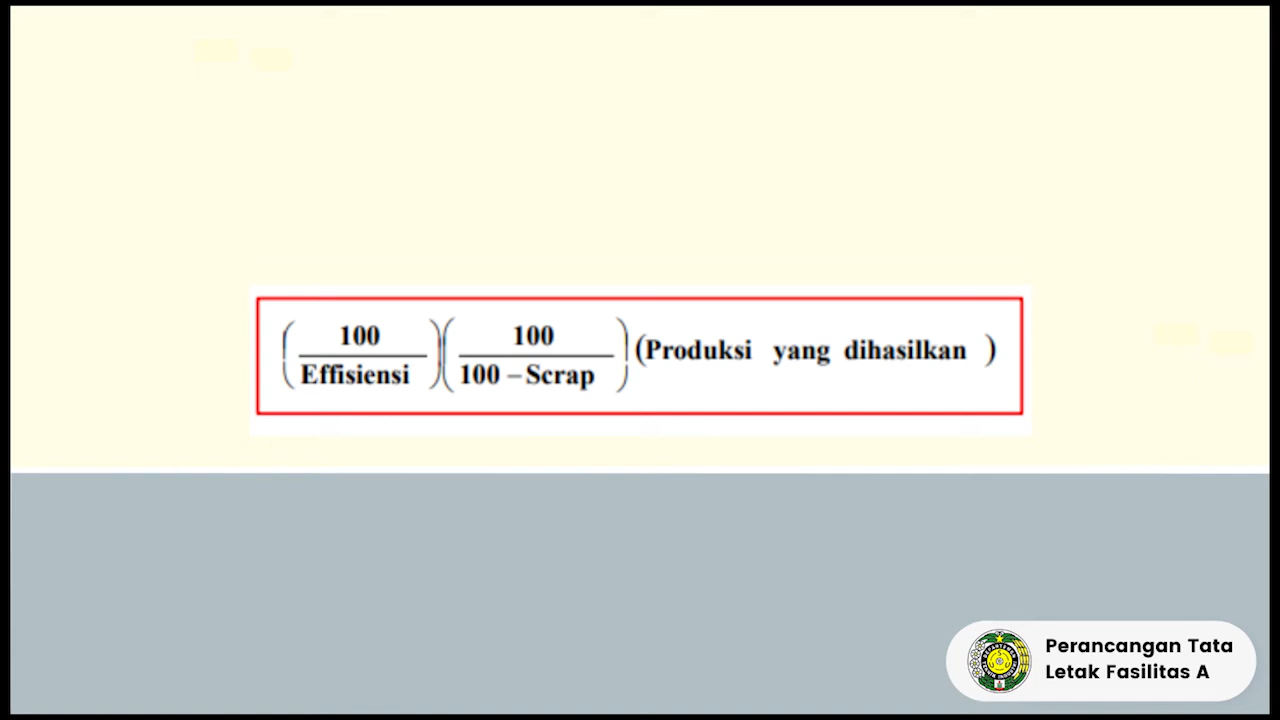 (100 / Effisiensi) (100 / 100 – Scrap) (Produksi yang dihasilkan )
Perancangan Tata
Letak Fasilitas A